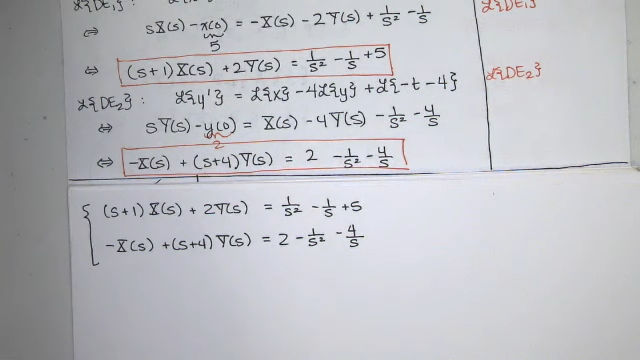 ℒ{DE₁}
⇔ sX(s) - x(0) = -X(s) - 2Y(s) + 1/s² - 1/s
5
⇔ (s+1)X(s) + 2Y(s) = 1/s² - 1/s + 5
ℒ{DE₂}: ℒ{y'} = ℒ{x} - 4ℒ{y} + ℒ{-t - 4}
ℒ{DE₂}
⇔ sY(s) - y(0) = X(s) - 4Y(s) - 1/s² - 4/s
2
⇔ -X(s) + (s+4)Y(s) = 2 - 1/s² - 4/s
{ (s+1)X(s) + 2Y(s) = 1/s² - 1/s + 5
-X(s) + (s+4)Y(s) = 2 - 1/s² - 4/s